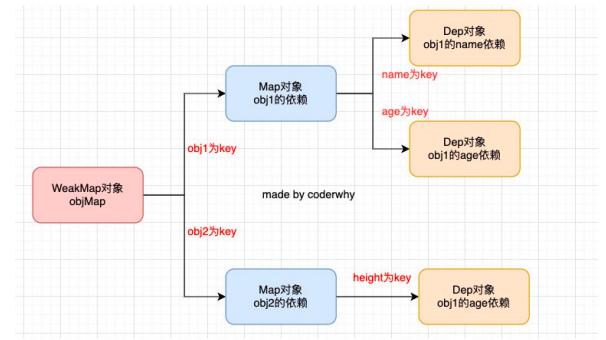 Dep对象
obj1的name依赖
name为key
Map对象
obj1的依赖
age为key
Dep对象
obj1的age依赖
obj1为key
WeakMap对象
objMap
made by coderwhy
obj2为key
Map对象
obj2的依赖
height为key
Dep对象
obj1的age依赖